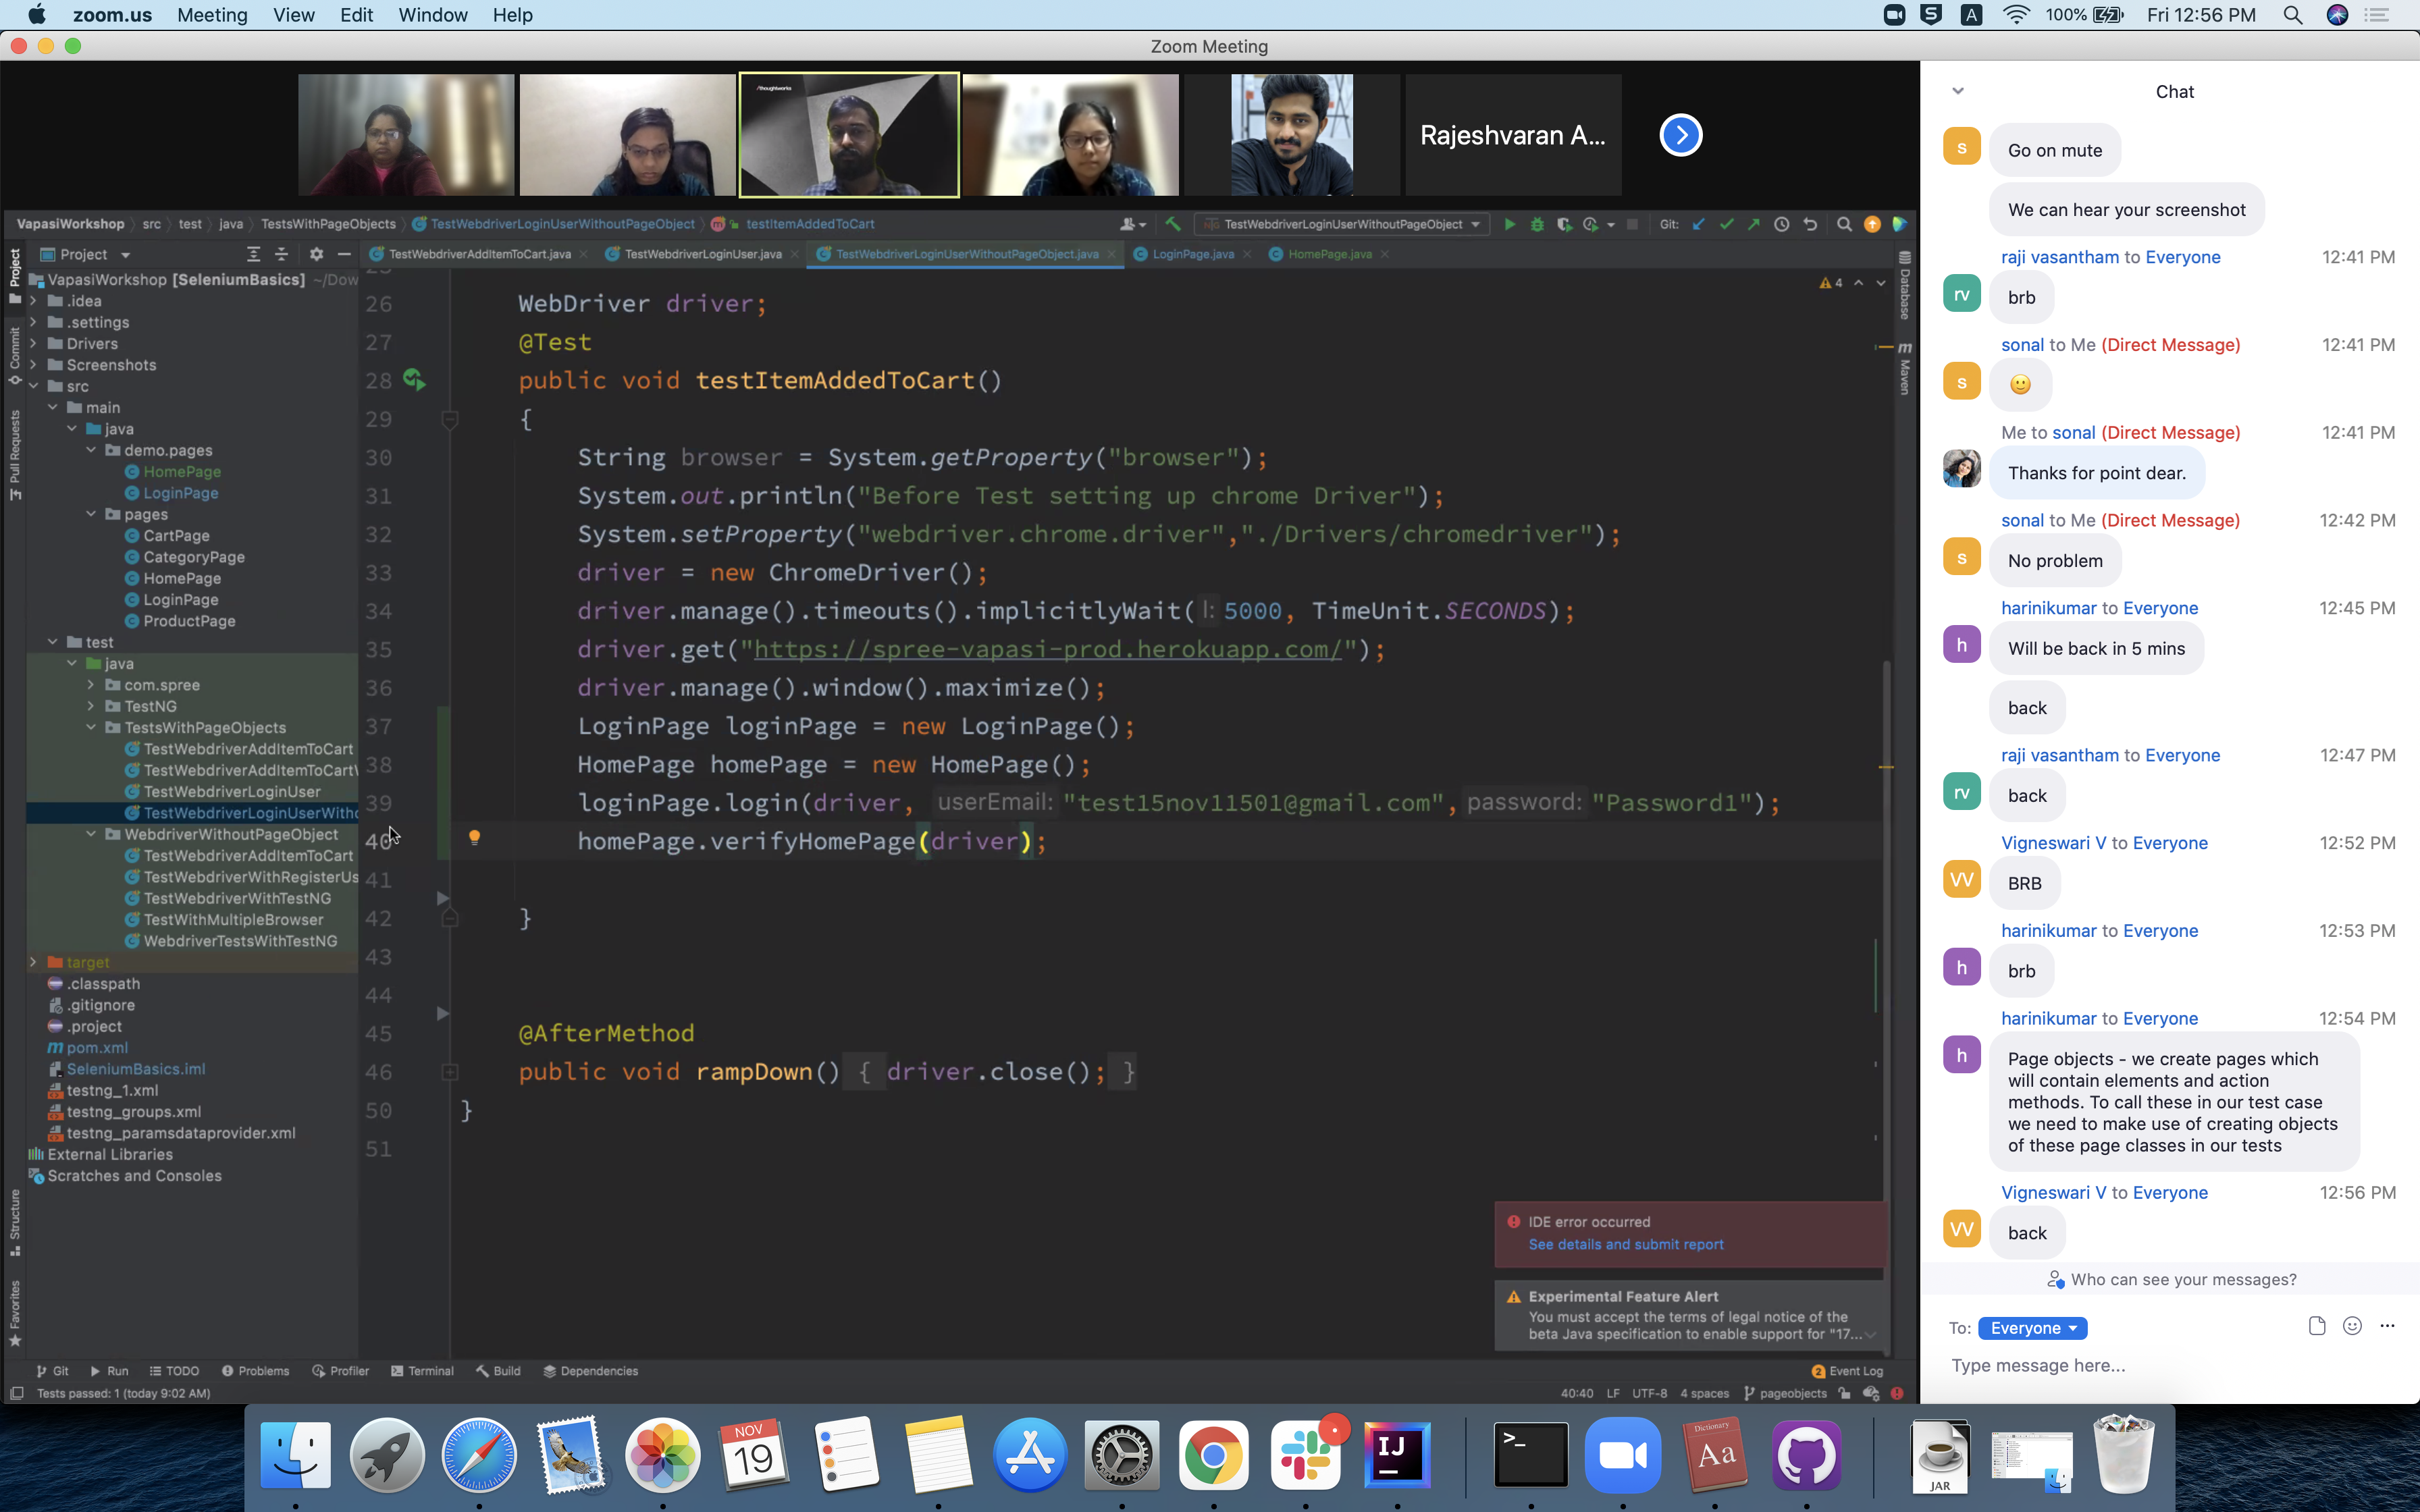 zoom.us Meeting View Edit Window Help
100% Fri 12:56 PM
Zoom Meeting
/thoughtworks
Rajeshvaran A...
VapasiWorkshop src test java TestsWithPageObjects TestWebdriverLoginUserWithoutPageObject testItemAddedToCart
TestWebdriverLoginUserWithoutPageObject Git:
Project
TestWebdriverAddItemToCart.java TestWebdriverLoginUser.java TestWebdriverLoginUserWithoutPageObject.java LoginPage.java HomePage.java
Project
Commit
Pull Requests
Structure
Favorites
VapasiWorkshop [SeleniumBasics] ~/Dow
.idea
.settings
Drivers
Screenshots
src
main
java
demo.pages
HomePage
LoginPage
pages
CartPage
CategoryPage
HomePage
LoginPage
ProductPage
test
java
com.spree
TestNG
TestsWithPageObjects
TestWebdriverAddItemToCart
TestWebdriverAddItemToCartV
TestWebdriverLoginUser
TestWebdriverLoginUserWitho
WebdriverWithoutPageObject
TestWebdriverAddItemToCart
TestWebdriverWithRegisterUs
TestWebdriverWithTestNG
TestWithMultipleBrowser
WebdriverTestsWithTestNG
target
.classpath
.gitignore
.project
pom.xml
SeleniumBasics.iml
testng_1.xml
testng_groups.xml
testng_paramsdataprovider.xml
External Libraries
Scratches and Consoles
4
26 WebDriver driver;
27 @Test
28 public void testItemAddedToCart()
29 {
30 String browser = System.getProperty("browser");
31 System.out.println("Before Test setting up chrome Driver");
32 System.setProperty("webdriver.chrome.driver","./Drivers/chromedriver");
33 driver = new ChromeDriver();
34 driver.manage().timeouts().implicitlyWait( l: 5000, TimeUnit.SECONDS);
35 driver.get("https://spree-vapasi-prod.herokuapp.com/");
36 driver.manage().window().maximize();
37 LoginPage loginPage = new LoginPage();
38 HomePage homePage = new HomePage();
39 loginPage.login(driver, userEmail: "test15nov11501@gmail.com", password: "Password1");
40 homePage.verifyHomePage(driver);
41
42 }
43
44
45 @AfterMethod
46 public void rampDown() { driver.close(); }
50 }
51
Database
Maven
IDE error occurred
See details and submit report
Experimental Feature Alert
You must accept the terms of legal notice of the
beta Java specification to enable support for "17...
Git Run TODO Problems Profiler Terminal Build Dependencies 2 Event Log
Tests passed: 1 (today 9:02 AM) 40:40 LF UTF-8 4 spaces pageobjects
Chat
s Go on mute
We can hear your screenshot
raji vasantham to Everyone 12:41 PM
rv brb
sonal to Me (Direct Message) 12:41 PM
s
Me to sonal (Direct Message) 12:41 PM
Thanks for point dear.
sonal to Me (Direct Message) 12:42 PM
s No problem
harinikumar to Everyone 12:45 PM
h Will be back in 5 mins
back
raji vasantham to Everyone 12:47 PM
rv back
Vigneswari V to Everyone 12:52 PM
VV BRB
harinikumar to Everyone 12:53 PM
h brb
harinikumar to Everyone 12:54 PM
h Page objects - we create pages which
will contain elements and action
methods. To call these in our test case
we need to make use of creating objects
of these page classes in our tests
Vigneswari V to Everyone 12:56 PM
VV back
Who can see your messages?
To: Everyone
Type message here...
NOV
19
IJ
>_
Dictionary
Aa
JAR